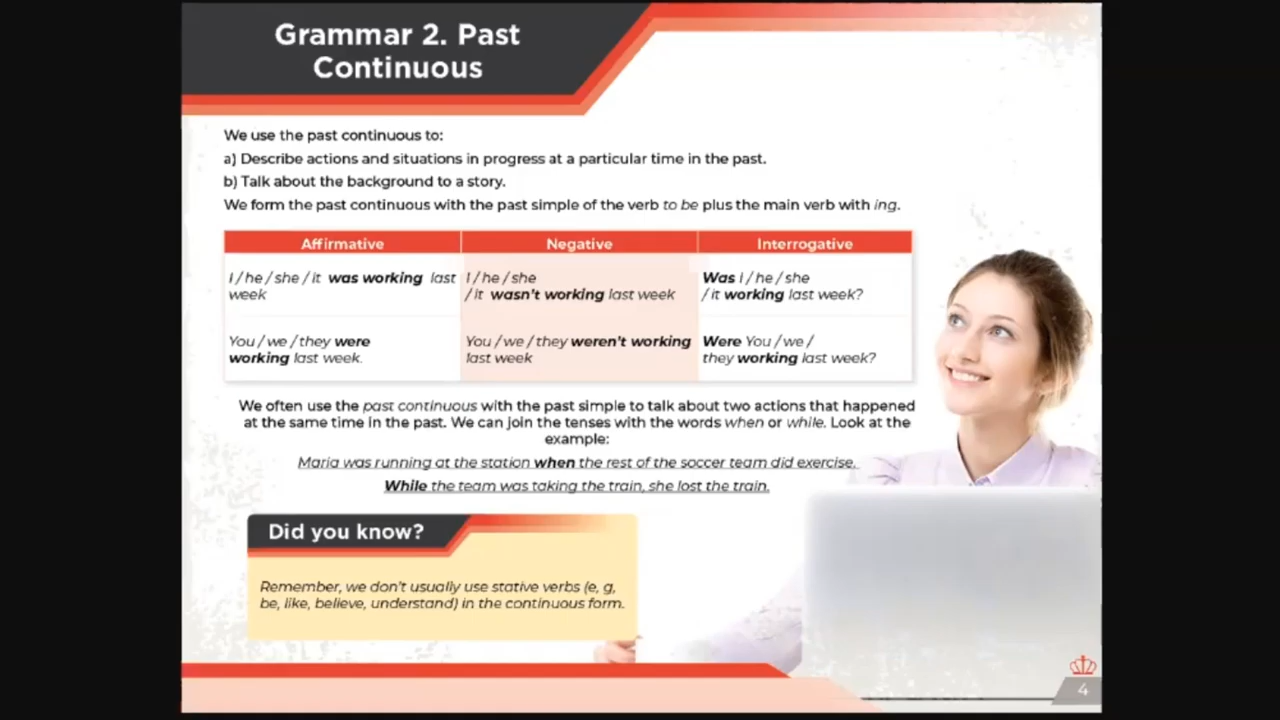 Grammar 2. Past
Continuous
We use the past continuous to:
a) Describe actions and situations in progress at a particular time in the past.
b) Talk about the background to a story.
We form the past continuous with the past simple of the verb to be plus the main verb with ing.
Affirmative
Negative
Interrogative
I / he / she / it was working last
week
I / he / she
/ it wasn't working last week
Was I / he / she
/ it working last week?
You / we / they were
working last week.
You / we / they weren't working
last week
Were You / we /
they working last week?
We often use the past continuous with the past simple to talk about two actions that happened
at the same time in the past. We can join the tenses with the words when or while. Look at the
example:
Maria was running at the station when the rest of the soccer team did exercise.
While the team was taking the train, she lost the train.
Did you know?
Remember, we don't usually use stative verbs (e, g,
be, like, believe, understand) in the continuous form.
4